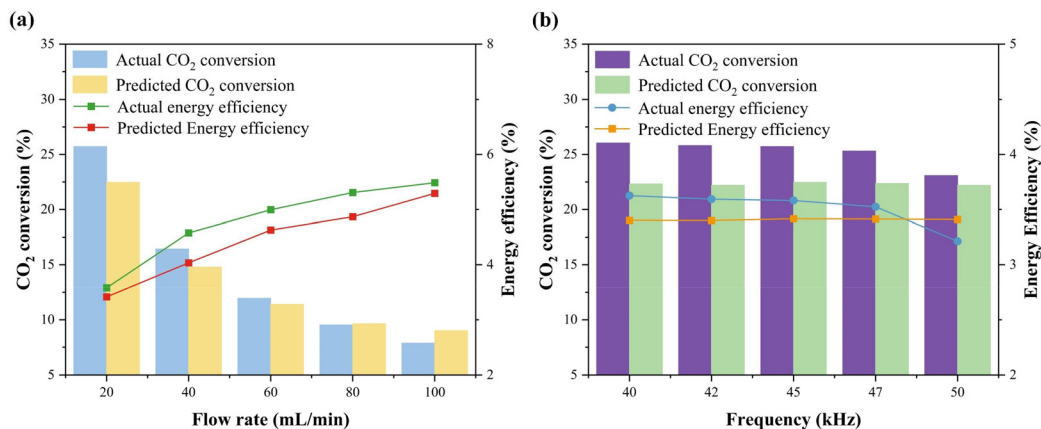 (a)
35
30
25
20
15
10
5
CO₂ conversion (%)
Actual CO₂ conversion
Predicted CO₂ conversion
Actual energy efficiency
Predicted Energy efficiency
8
6
4
2
Energy efficiency (%)
20 40 60 80 100
Flow rate (mL/min)
(b)
35
30
25
20
15
10
5
CO₂ conversion (%)
Actual CO₂ conversion
Predicted CO₂ conversion
Actual energy efficiency
Predicted Energy efficiency
5
4
3
2
Energy Efficiency (%)
40 42 45 47 50
Frequency (kHz)